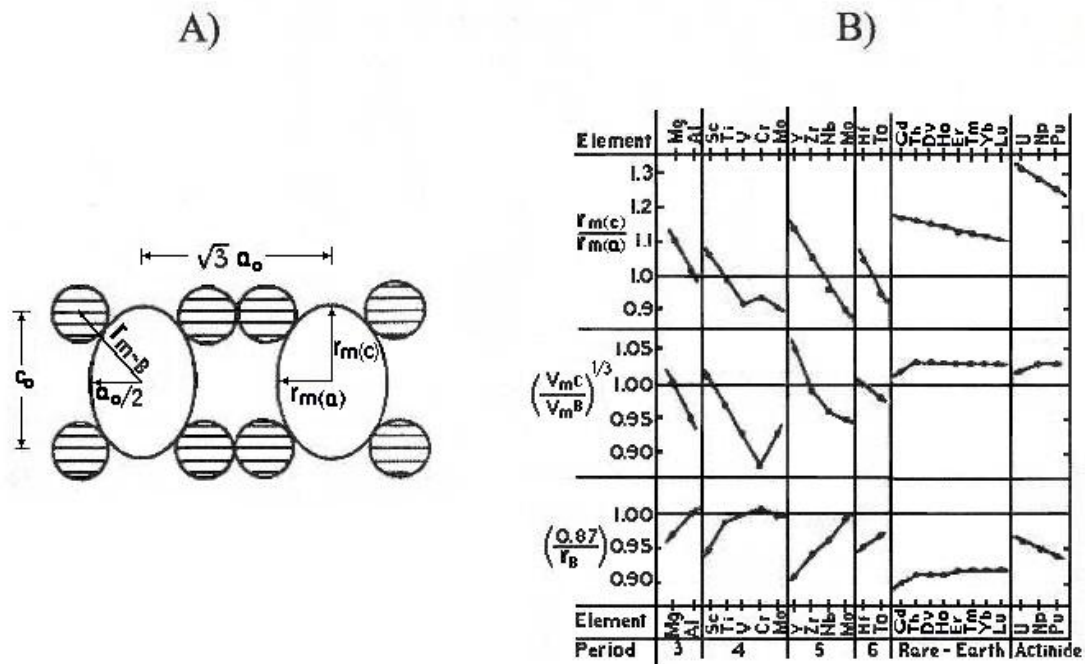 A)
B)
√3 a₀
c₀
r_m-B
a₀/2
r_m(c)
r_m(a)
Element Mg Al Sc Ti V Cr Mo Y Zr Nb Mo Hf Ta Gd Th Dy Ho Er Tm Yb Lu U Np Pu
r_m(c)/r_m(a)
1.3
1.2
1.1
1.0
0.9
(V_mC/V_mB)^1/3
1.05
1.00
0.95
0.90
(0.87/r_B)
1.00
0.95
0.90
Element Mg Al Sc Ti V Cr Mo Y Zr Nb Mo Hf Ta Gd Th Dy Ho Er Tm Yb Lu U Np Pu
Period 3 4 5 6 Rare-Earth Actinide